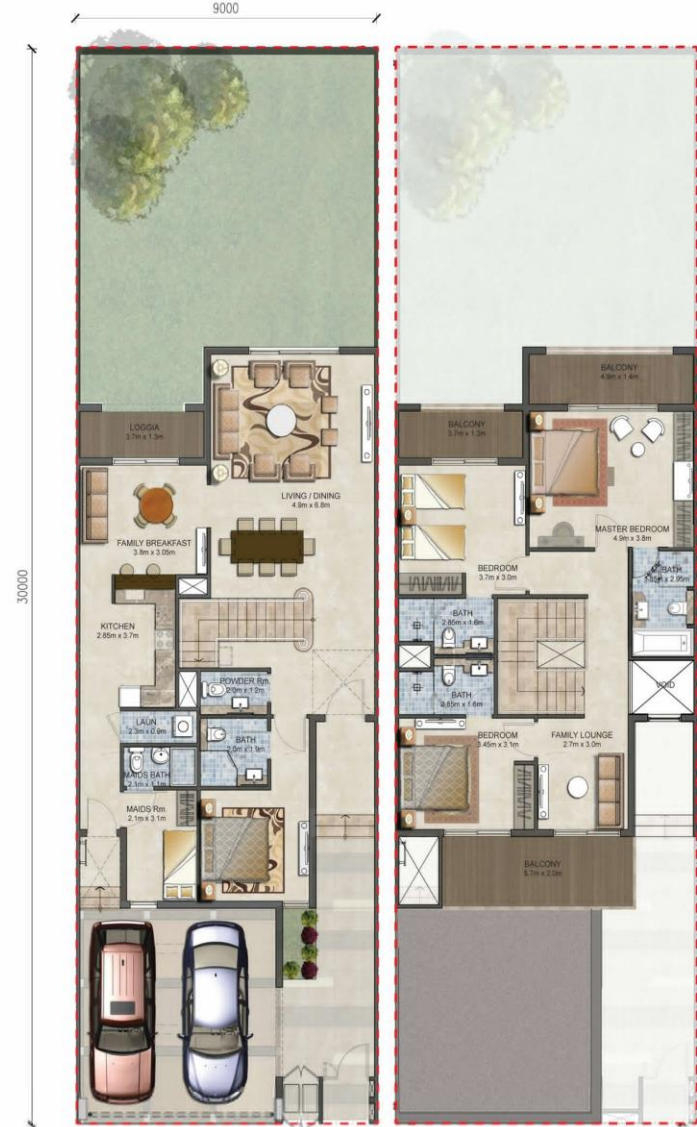 9000
30000
LOGGIA
3.7m x 1.3m
LIVING / DINING
4.9m x 6.8m
FAMILY BREAKFAST
3.8m x 3.05m
KITCHEN
2.85m x 3.7m
POWDER Rm.
2.0m x 1.2m
LAUN.
2.3m x 0.9m
BATH
2.0m x 1.9m
MAIDS BATH
2.1m x 1.1m
MAIDS Rm.
2.1m x 3.1m
BALCONY
4.9m x 1.4m
BALCONY
3.7m x 1.3m
MASTER BEDROOM
4.9m x 3.8m
BEDROOM
3.7m x 3.0m
BATH
2.95m
BATH
2.85m x 1.6m
BATH
2.85m x 1.6m
VOID
BEDROOM
3.45m x 3.1m
FAMILY LOUNGE
2.7m x 3.0m
BALCONY
5.7m x 2.0m